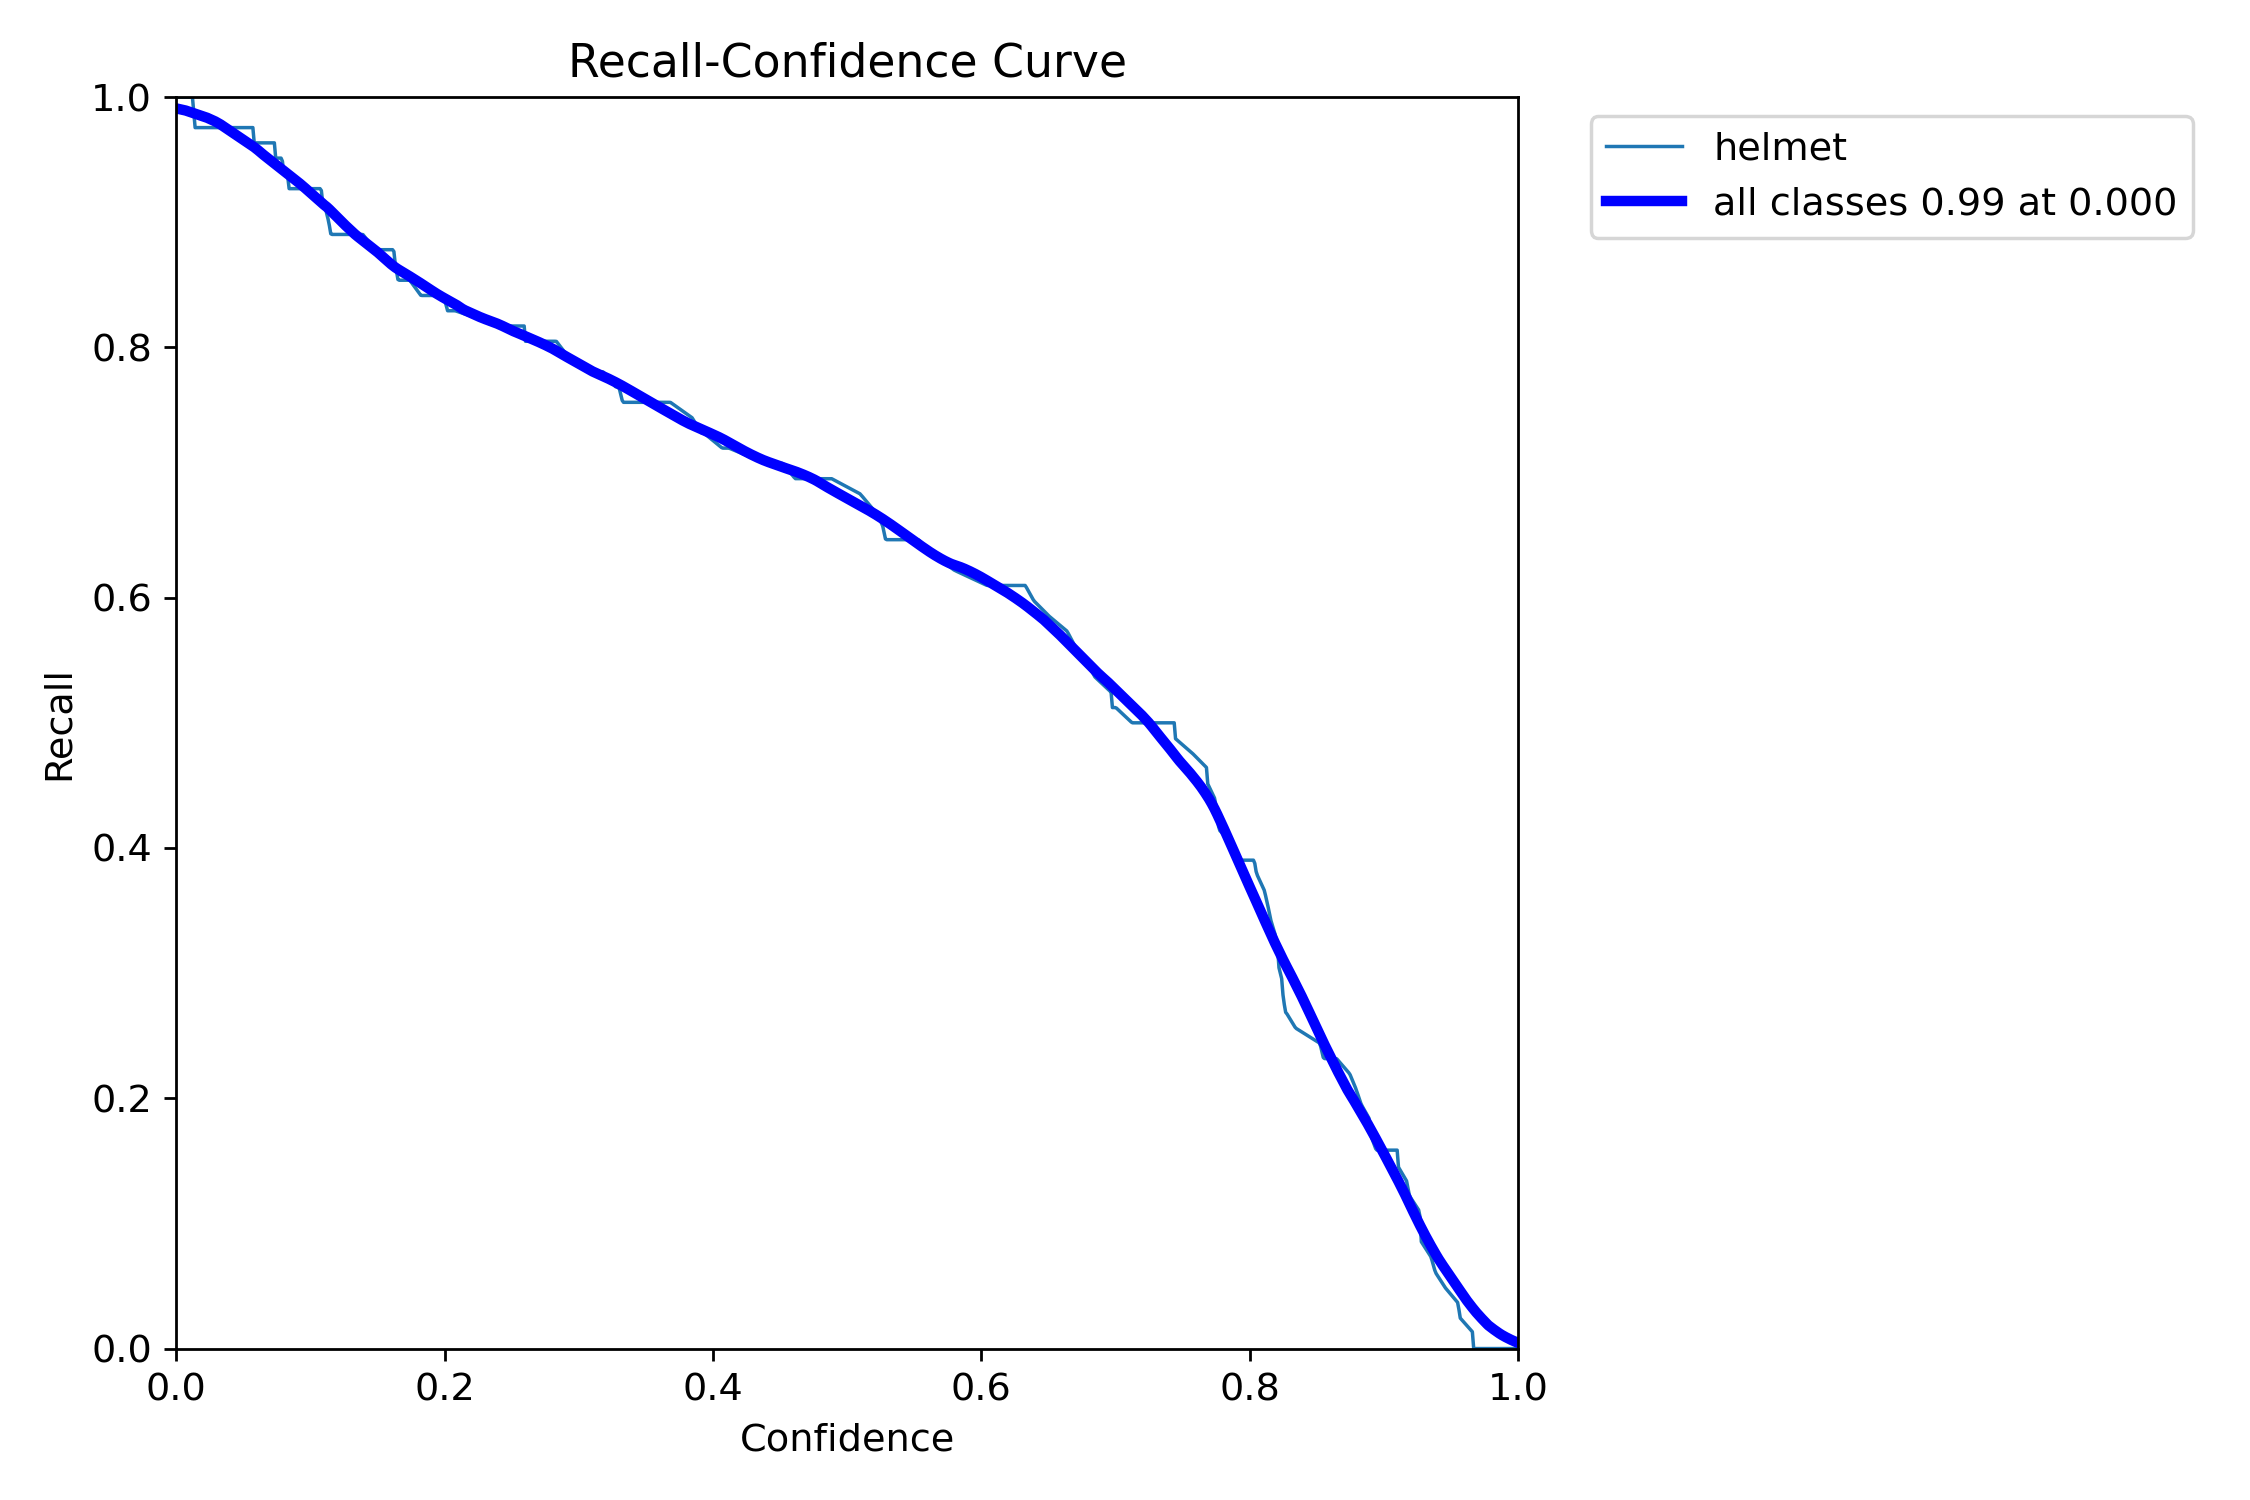 Recall-Confidence Curve
1.0
0.8
0.6
0.4
0.2
0.0
Recall
0.0 0.2 0.4 0.6 0.8 1.0
Confidence
helmet
all classes 0.99 at 0.000